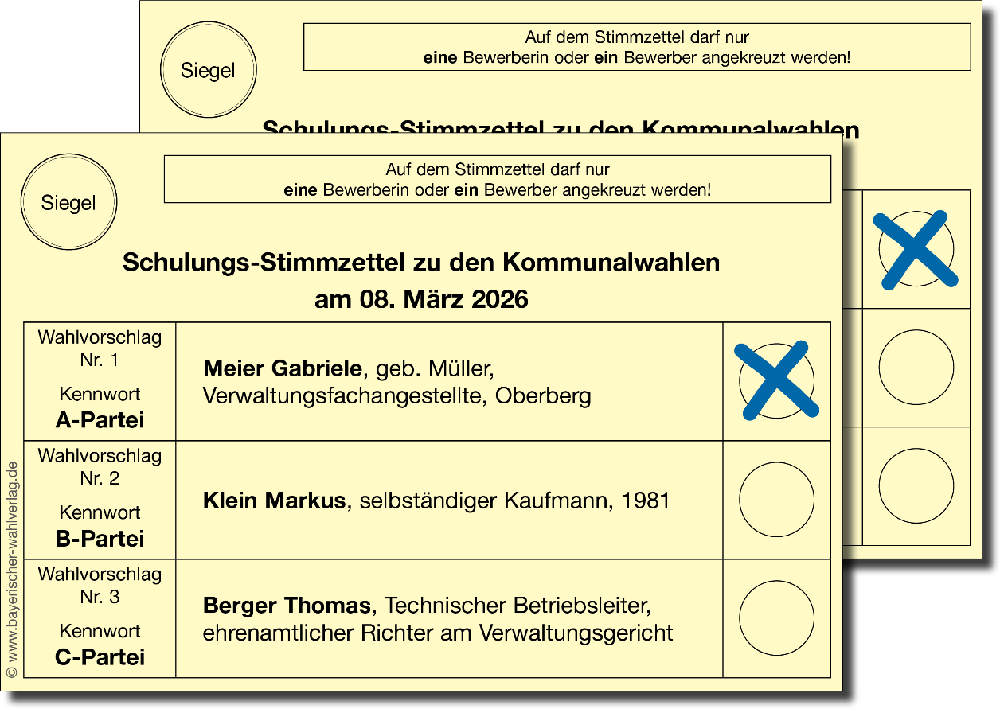 Siegel
Auf dem Stimmzettel darf nur
eine Bewerberin oder ein Bewerber angekreuzt werden!
Schulungs-Stimmzettel zu den Kommunalwahlen
Siegel
Auf dem Stimmzettel darf nur
eine Bewerberin oder ein Bewerber angekreuzt werden!
Schulungs-Stimmzettel zu den Kommunalwahlen
am 08. März 2026
Wahlvorschlag
Nr. 1
Kennwort
A-Partei
Meier Gabriele, geb. Müller,
Verwaltungsfachangestellte, Oberberg
Wahlvorschlag
Nr. 2
Kennwort
B-Partei
Klein Markus, selbständiger Kaufmann, 1981
Wahlvorschlag
Nr. 3
Kennwort
C-Partei
Berger Thomas, Technischer Betriebsleiter,
ehrenamtlicher Richter am Verwaltungsgericht
© www.bayerischer-wahlverlag.de